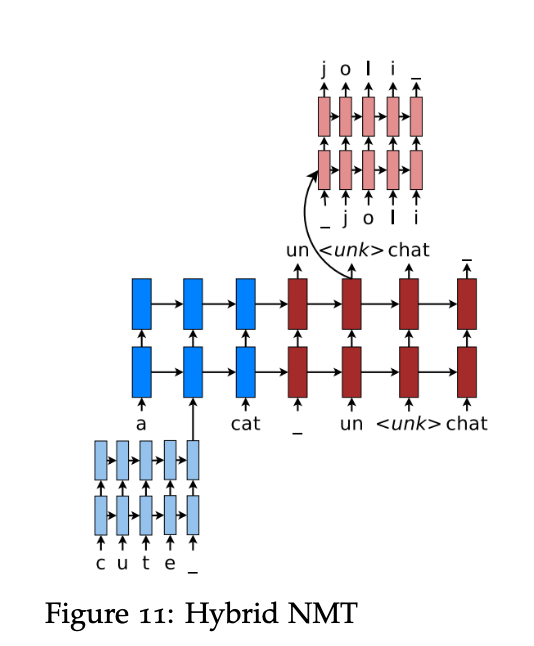 j o l i _
_ j o l i
un <unk> chat _
a cat _ un <unk> chat
c u t e _
Figure 11: Hybrid NMT